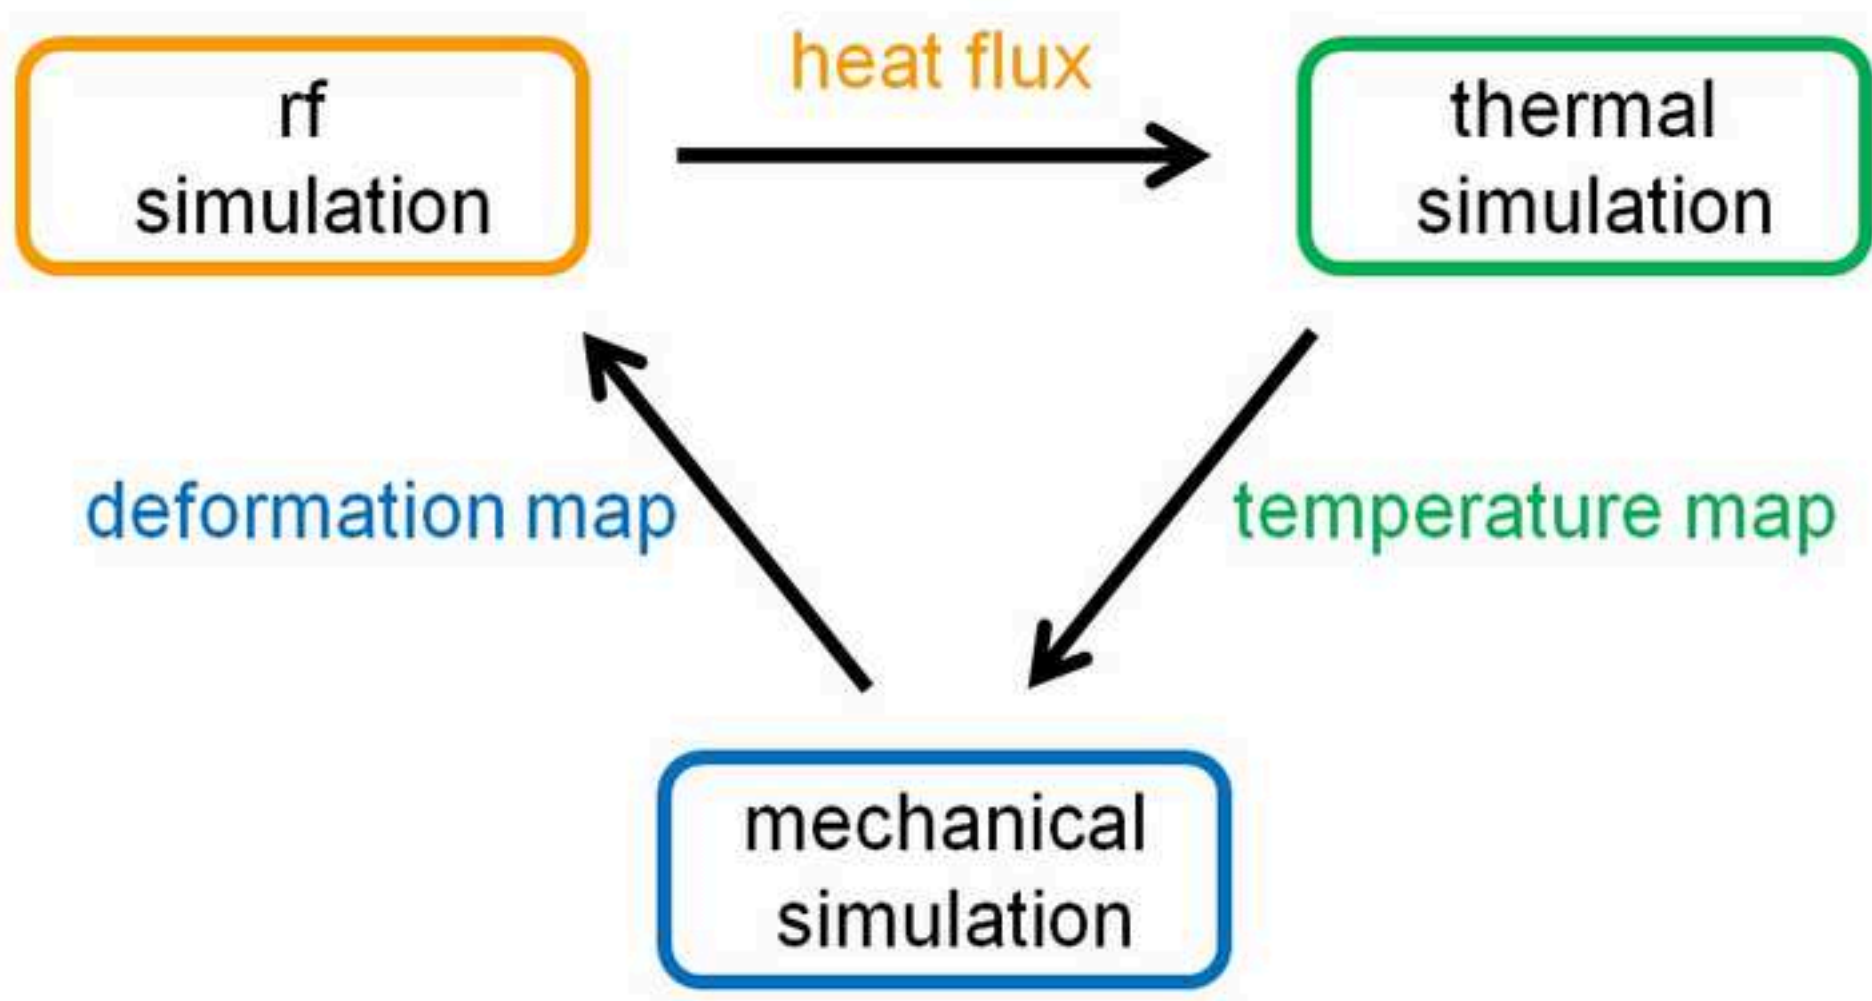 rf
simulation
heat flux
thermal
simulation
deformation map
temperature map
mechanical
simulation